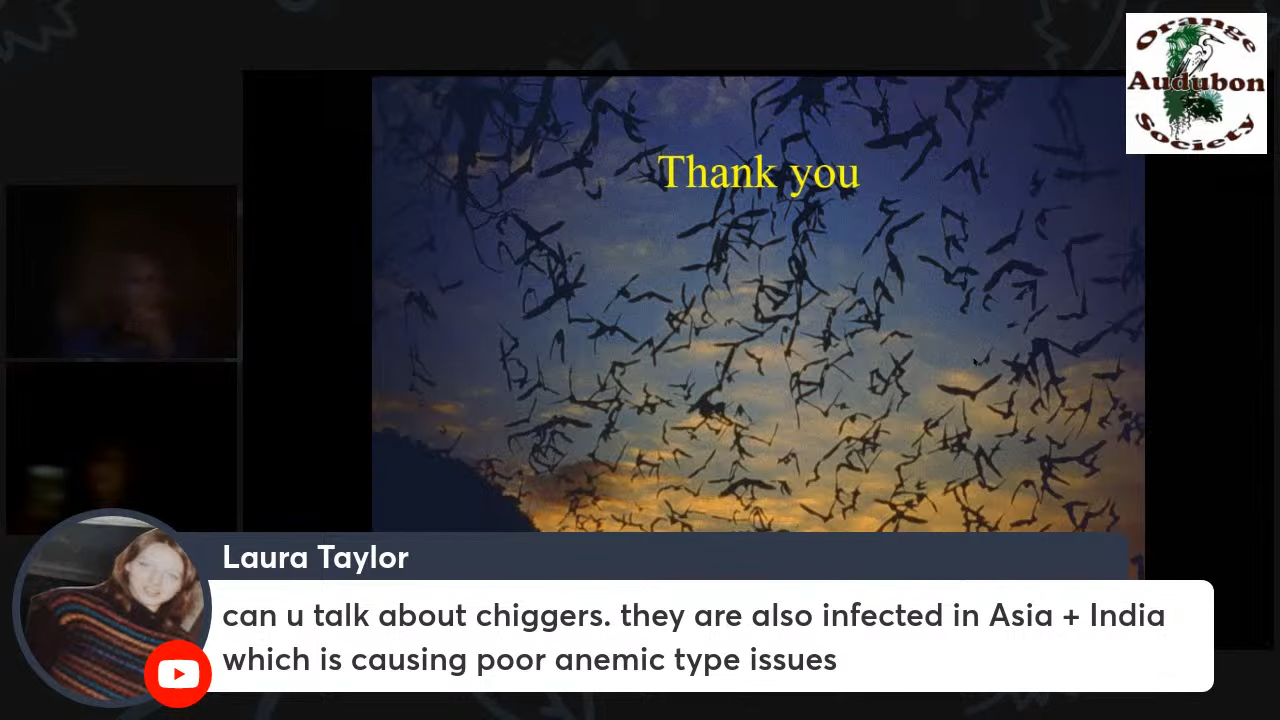 Orange
Audubon
Society
Thank you
Laura Taylor
can u talk about chiggers. they are also infected in Asia + India
which is causing poor anemic type issues